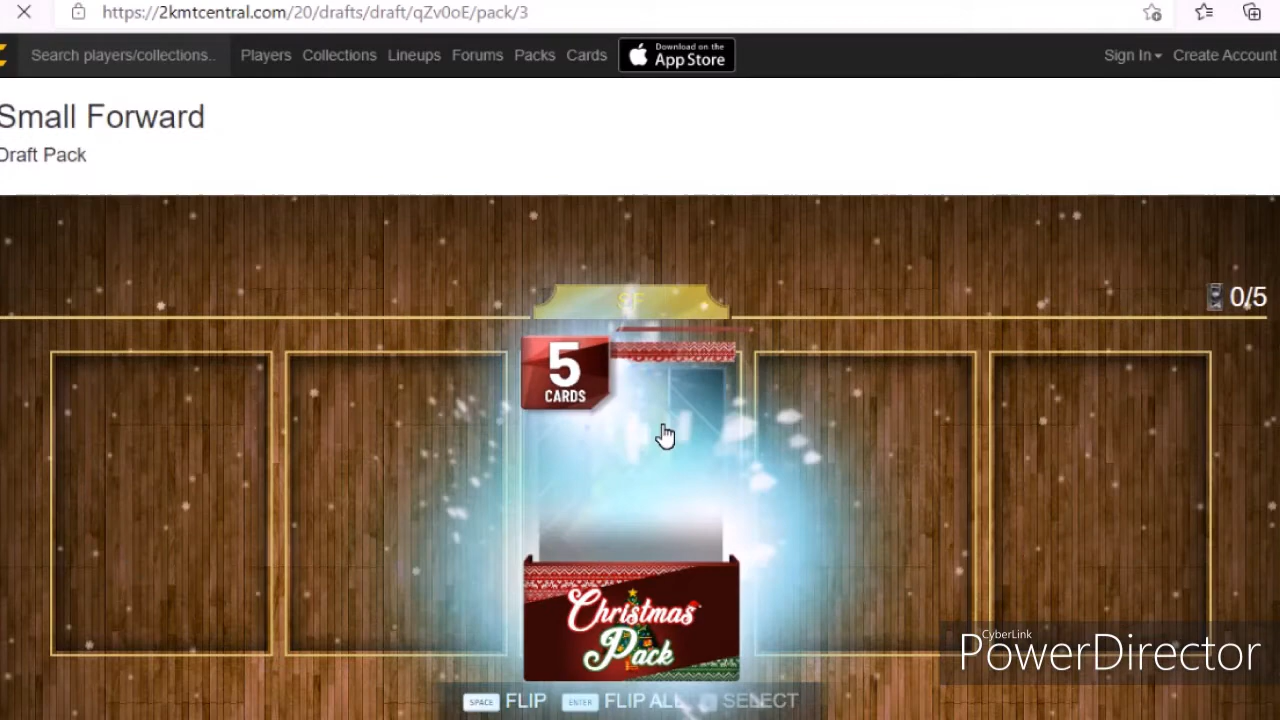 https://2kmtcentral.com/20/drafts/draft/qZv0oE/pack/3
Search players/collections..
Players
Collections
Lineups
Forums
Packs
Cards
Download on the
App Store
Sign In
Create Account
Small Forward
Draft Pack
SF
0/5
5
CARDS
Christmas
Pack
CyberLink
PowerDirector
SPACE FLIP ENTER FLIP ALL SELECT